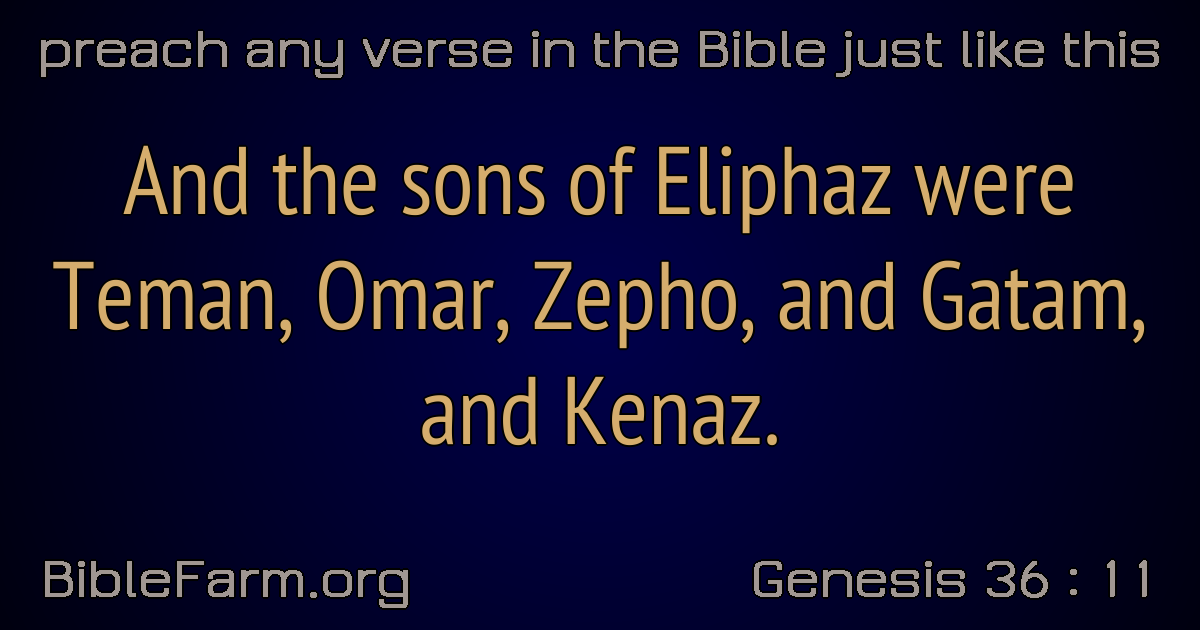 preach any verse in the Bible just like this
And the sons of Eliphaz were
Teman, Omar, Zepho, and Gatam,
and Kenaz.
BibleFarm.org
Genesis 36 : 11